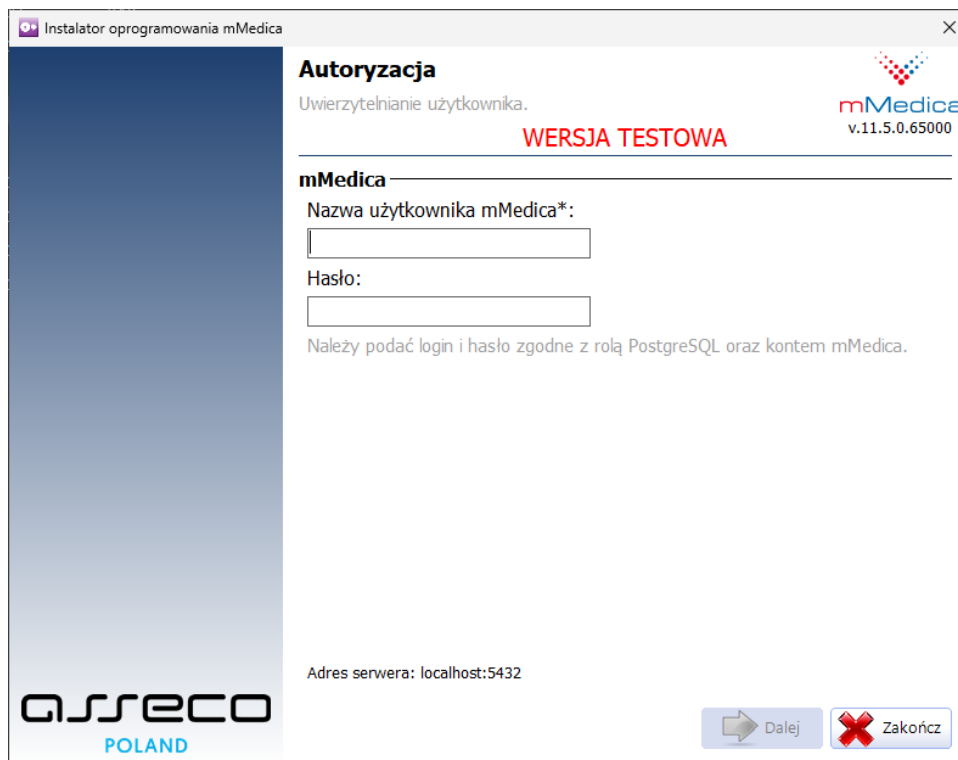 Instalator oprogramowania mMedica
Autoryzacja
Uwierzytelnianie użytkownika.
mMedica
v.11.5.0.65000
WERSJA TESTOWA
mMedica
Nazwa użytkownika mMedica*:
Hasło:
Należy podać login i hasło zgodne z rolą PostgreSQL oraz kontem mMedica.
Adres serwera: localhost:5432
asseco
POLAND
Dalej
Zakończ